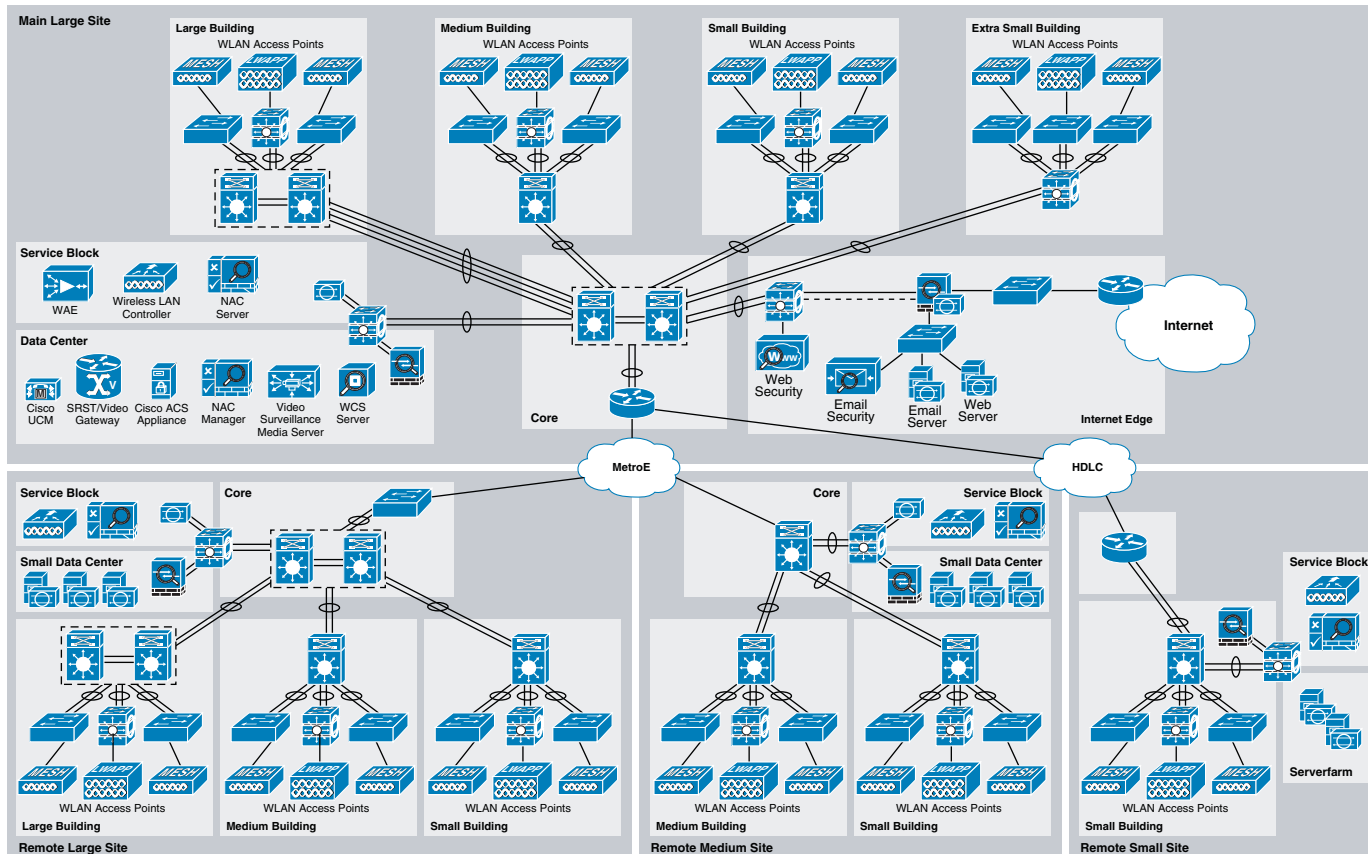 Main Large Site
Large Building
WLAN Access Points
MESH
LWAPP
MESH
Medium Building
WLAN Access Points
MESH
LWAPP
MESH
Small Building
WLAN Access Points
MESH
LWAPP
MESH
Extra Small Building
WLAN Access Points
MESH
LWAPP
MESH
Service Block
WAE
Wireless LAN
Controller
NAC
Server
Data Center
M
Cisco
UCM
V
SRST/Video
Gateway
Cisco ACS
Appliance
NAC
Manager
Video
Surveillance
Media Server
WCS
Server
Core
WWW
Web
Security
Email
Security
Email
Server
Web
Server
Internet Edge
Internet
MetroE
HDLC
Service Block
Core
Small Data Center
MESH
LWAPP
MESH
WLAN Access Points
Large Building
MESH
LWAPP
MESH
WLAN Access Points
Medium Building
MESH
LWAPP
MESH
WLAN Access Points
Small Building
Remote Large Site
Core
Service Block
Small Data Center
MESH
LWAPP
MESH
WLAN Access Points
Medium Building
MESH
LWAPP
MESH
WLAN Access Points
Small Building
Remote Medium Site
Service Block
Serverfarm
MESH
LWAPP
MESH
WLAN Access Points
Small Building
Remote Small Site